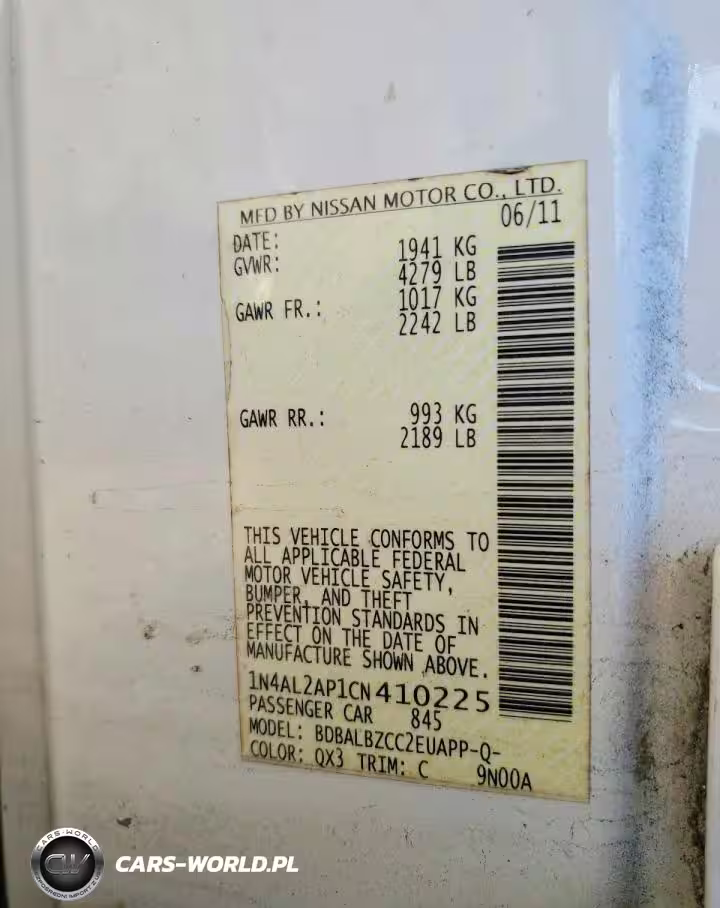 MFD BY NISSAN MOTOR CO., LTD.
DATE: 06/11
GVWR: 1941 KG
4279 LB
GAWR FR.: 1017 KG
2242 LB
GAWR RR.: 993 KG
2189 LB
THIS VEHICLE CONFORMS TO
ALL APPLICABLE FEDERAL
MOTOR VEHICLE SAFETY,
BUMPER, AND THEFT
PREVENTION STANDARDS IN
EFFECT ON THE DATE OF
MANUFACTURE SHOWN ABOVE.
1N4AL2AP1CN410225
PASSENGER CAR 845
MODEL: BDBALBZCC2EUAPP-Q-
COLOR: QX3 TRIM: C 9N00A
CARS-WORLD
CW
CARS-WORLD.PL